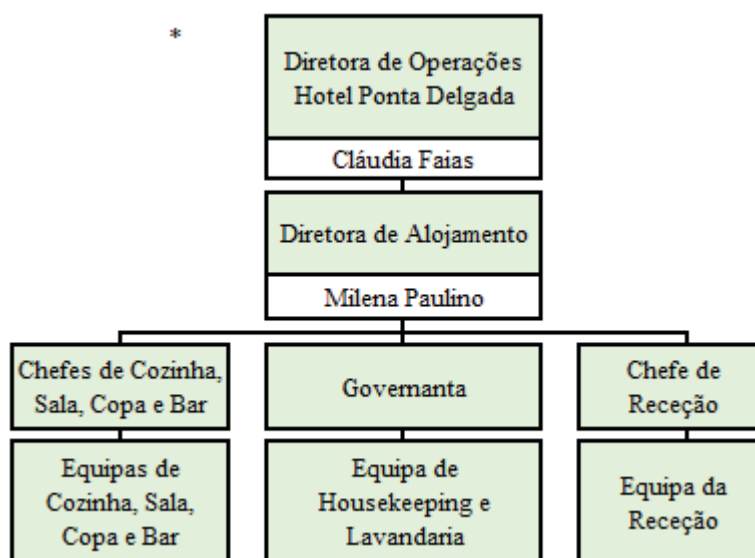 *
Diretora de Operações
Hotel Ponta Delgada
Cláudia Faias
Diretora de Alojamento
Milena Paulino
Chefes de Cozinha,
Sala, Copa e Bar
Governanta
Chefe de
Receção
Equipas de
Cozinha, Sala,
Copa e Bar
Equipa de
Housekeeping e
Lavandaria
Equipa da
Receção